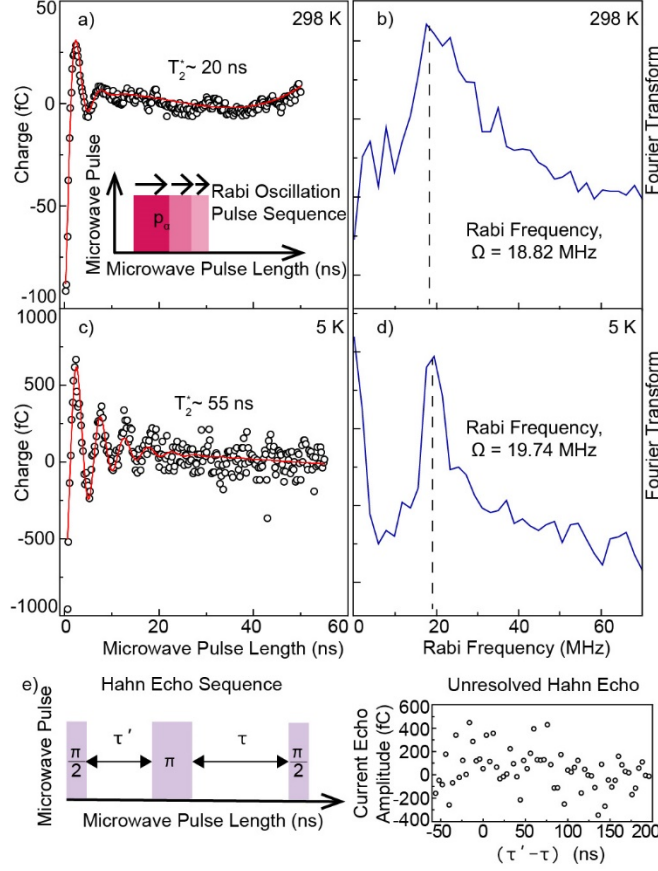 a)
298 K
50
0
-50
-100
Charge (fC)
T₂*~ 20 ns
Microwave Pulse
Rabi Oscillation
Pulse Sequence
pα
Microwave Pulse Length (ns)
b)
298 K
Fourier Transform
Rabi Frequency,
Ω = 18.82 MHz
c)
5 K
1000
500
0
-500
-1000
Charge (fC)
T₂*~ 55 ns
0 20 40 60
Microwave Pulse Length (ns)
d)
5 K
Fourier Transform
Rabi Frequency,
Ω = 19.74 MHz
0 20 40 60
Rabi Frequency (MHz)
e)
Hahn Echo Sequence
Microwave Pulse
π/2 τ′ π τ π/2
Microwave Pulse Length (ns)
Unresolved Hahn Echo
Current Echo
Amplitude (fC)
600
400
200
0
-200
-400
-50 0 50 100 150 200
(τ′-τ) (ns)